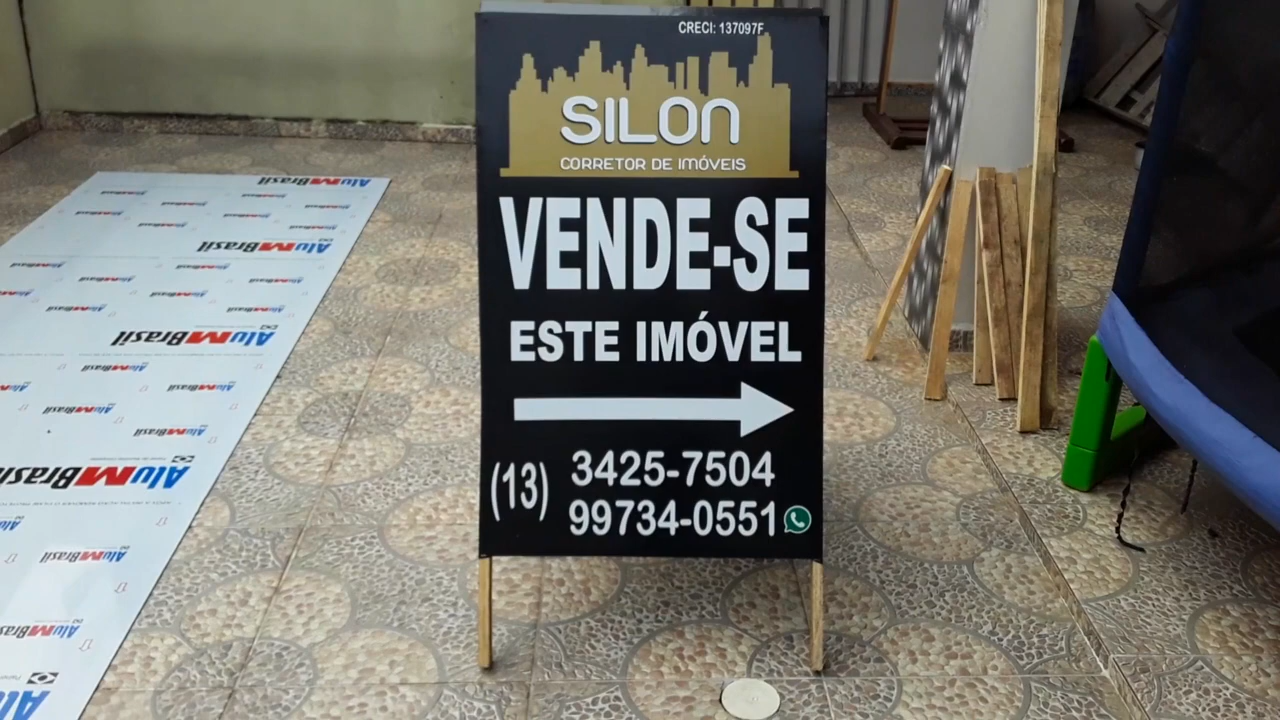 CRECI: 137097F
SILON
CORRETOR DE IMÓVEIS
VENDE-SE
ESTE IMÓVEL
(13) 3425-7504
99734-0551
AluMBrasil
AluMBrasil
AluMBrasil
AluMBrasil